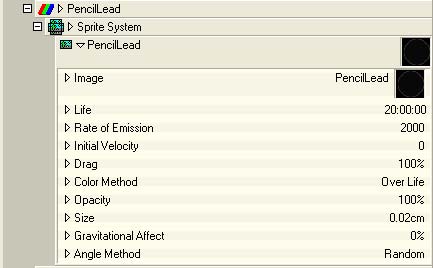 PencilLead
Sprite System
PencilLead
Image PencilLead
Life 20:00:00
Rate of Emission 2000
Initial Velocity 0
Drag 100%
Color Method Over Life
Opacity 100%
Size 0.02cm
Gravitational Affect 0%
Angle Method Random